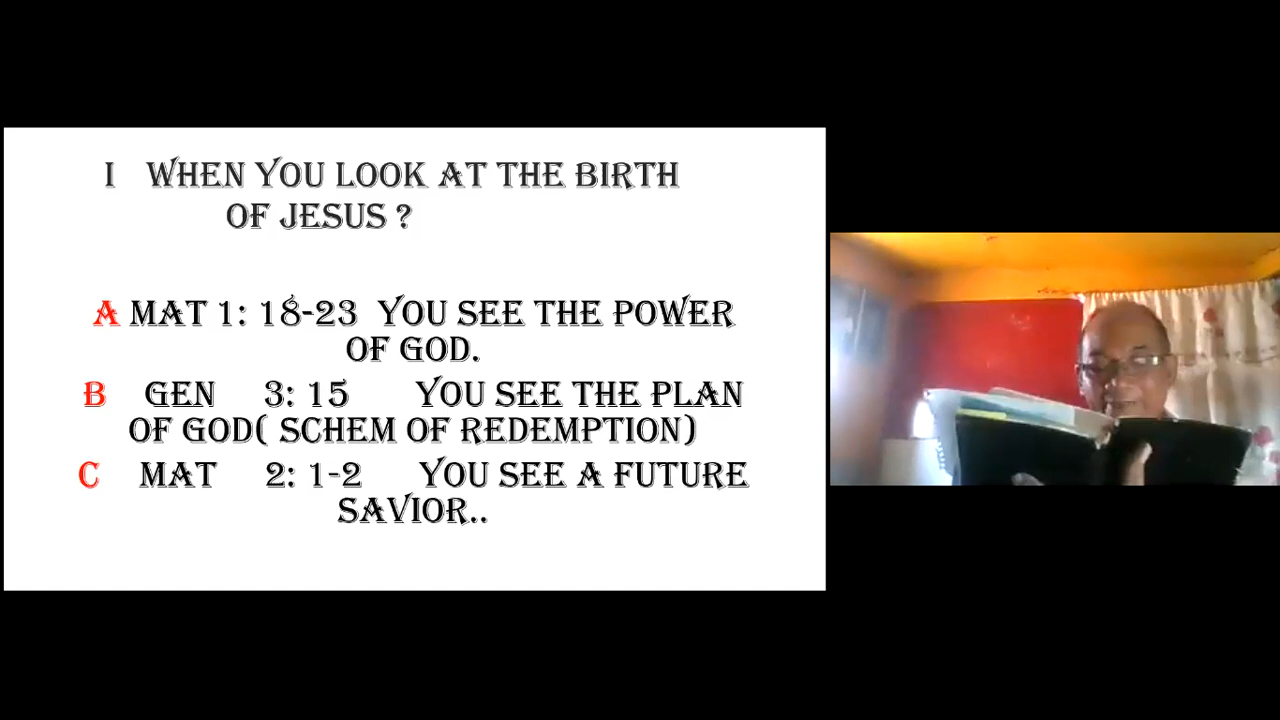 I WHEN YOU LOOK AT THE BIRTH
OF JESUS ?
A MAT 1: 18-23 YOU SEE THE POWER
OF GOD.
B GEN 3: 15 YOU SEE THE PLAN
OF GOD( SCHEM OF REDEMPTION)
C MAT 2: 1-2 YOU SEE A FUTURE
SAVIOR..